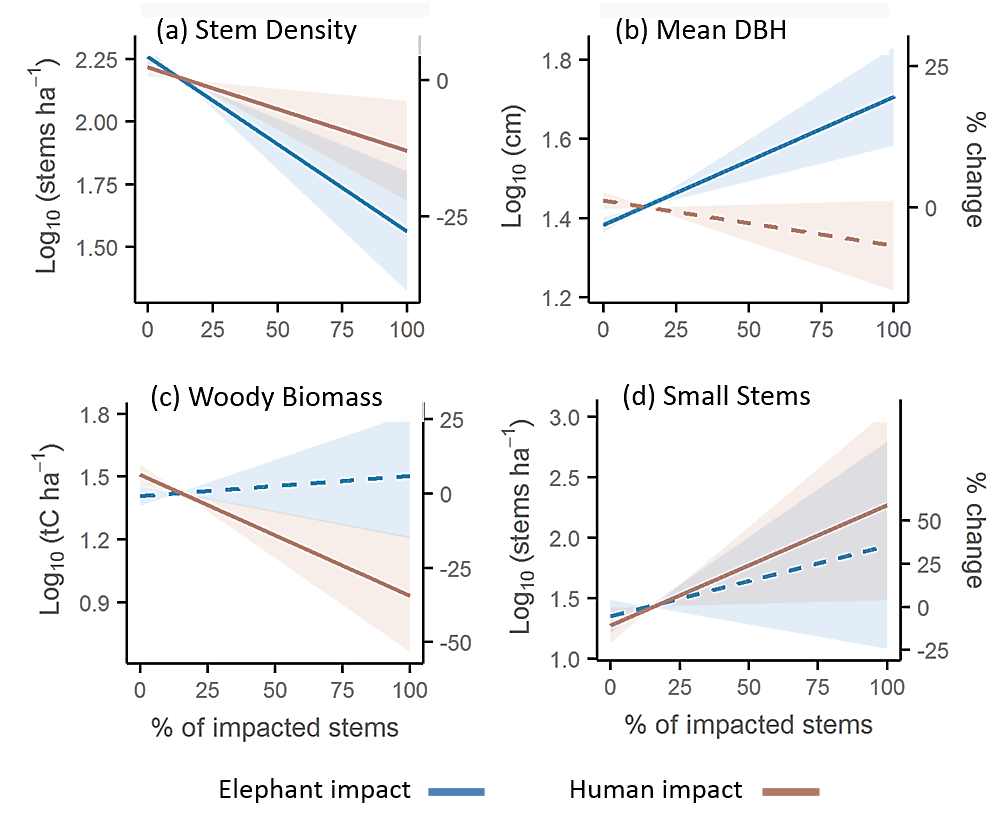 (a) Stem Density
2.25
2.00
1.75
1.50
Log10 (stems ha−1)
0
-25
0 25 50 75 100
(b) Mean DBH
1.8
1.6
1.4
1.2
Log10 (cm)
25
0
% change
0 25 50 75 100
(c) Woody Biomass
1.8
1.5
1.2
0.9
Log10 (tC ha−1)
25
0
-25
-50
0 25 50 75 100
% of impacted stems
(d) Small Stems
3.0
2.5
2.0
1.5
1.0
Log10 (stems ha−1)
50
25
0
-25
% change
0 25 50 75 100
% of impacted stems
Elephant impact
Human impact